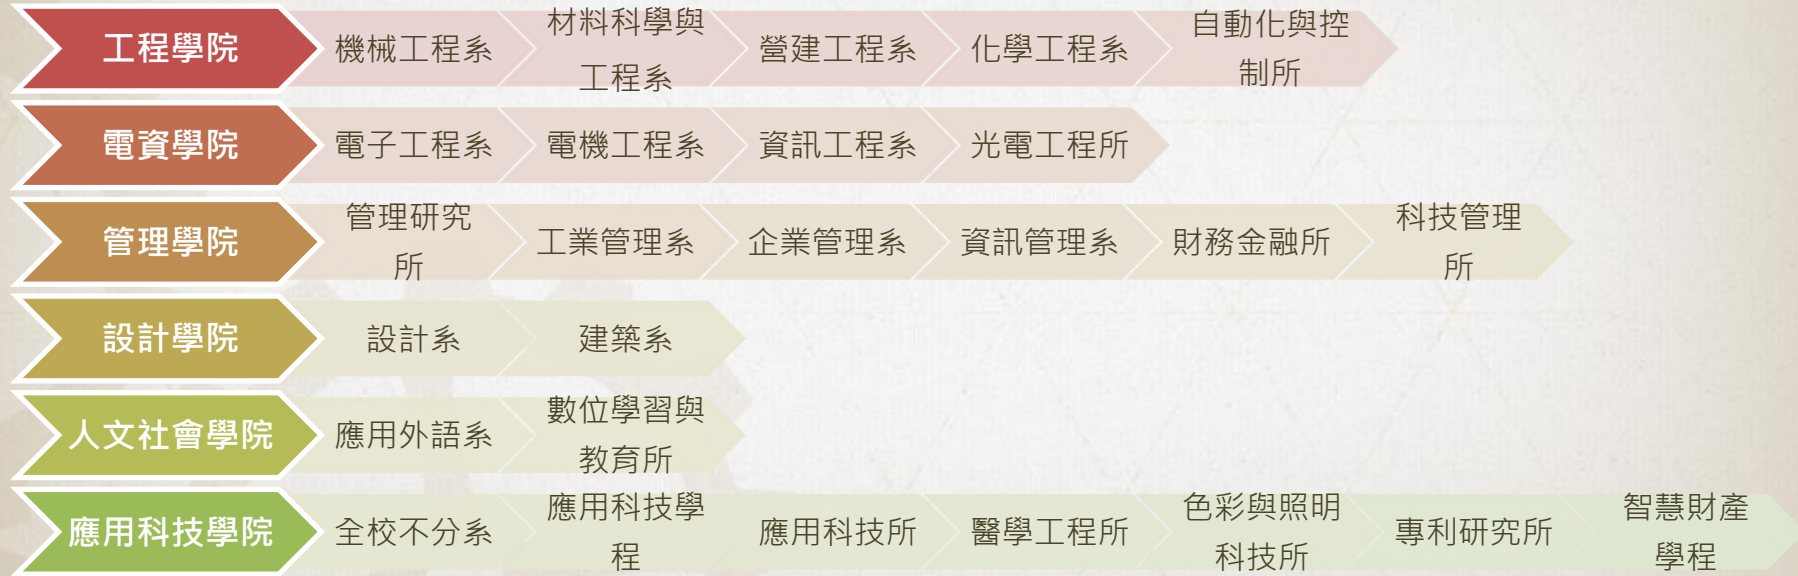 工程學院
機械工程系
材料科學與
工程系
營建工程系
化學工程系
自動化與控
制所
電資學院
電子工程系
電機工程系
資訊工程系
光電工程所
管理學院
管理研究
所
工業管理系
企業管理系
資訊管理系
財務金融所
科技管理
所
設計學院
設計系
建築系
人文社會學院
應用外語系
數位學習與
教育所
應用科技學院
全校不分系
應用科技學
程
應用科技所
醫學工程所
色彩與照明
科技所
專利研究所
智慧財產
學程